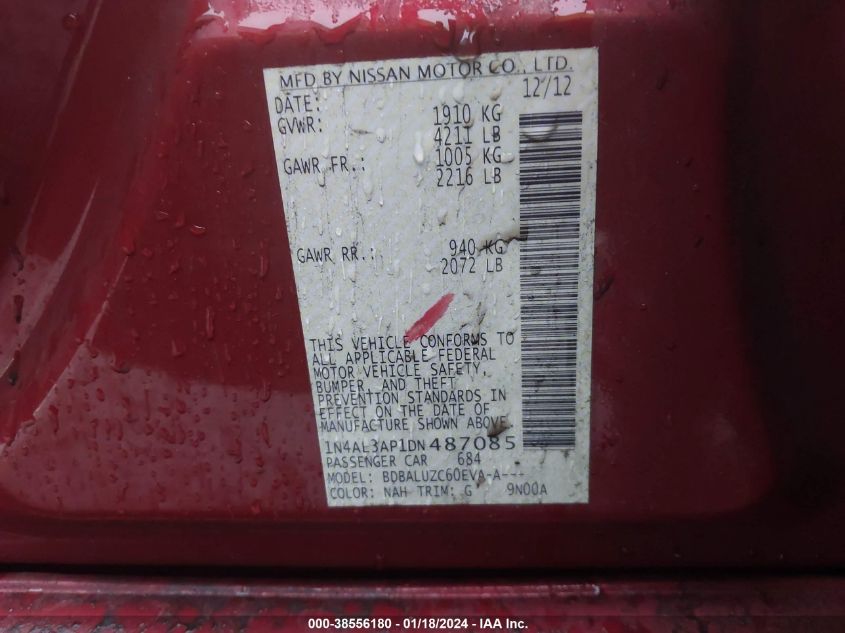 MFD BY NISSAN MOTOR CO., LTD.
DATE: 12/12
GVWR: 1910 KG
4211 LB
GAWR FR.: 1005 KG
2216 LB
GAWR RR.: 940 KG
2072 LB
THIS VEHICLE CONFORMS TO
ALL APPLICABLE FEDERAL
MOTOR VEHICLE SAFETY,
BUMPER, AND THEFT
PREVENTION STANDARDS IN
EFFECT ON THE DATE OF
MANUFACTURE SHOWN ABOVE.
1N4AL3AP1DN487085
PASSENGER CAR 684
MODEL: BDBALUZC60EVA-A---
COLOR: NAH TRIM: G 9N00A
000-38556180 - 01/18/2024 - IAA Inc.